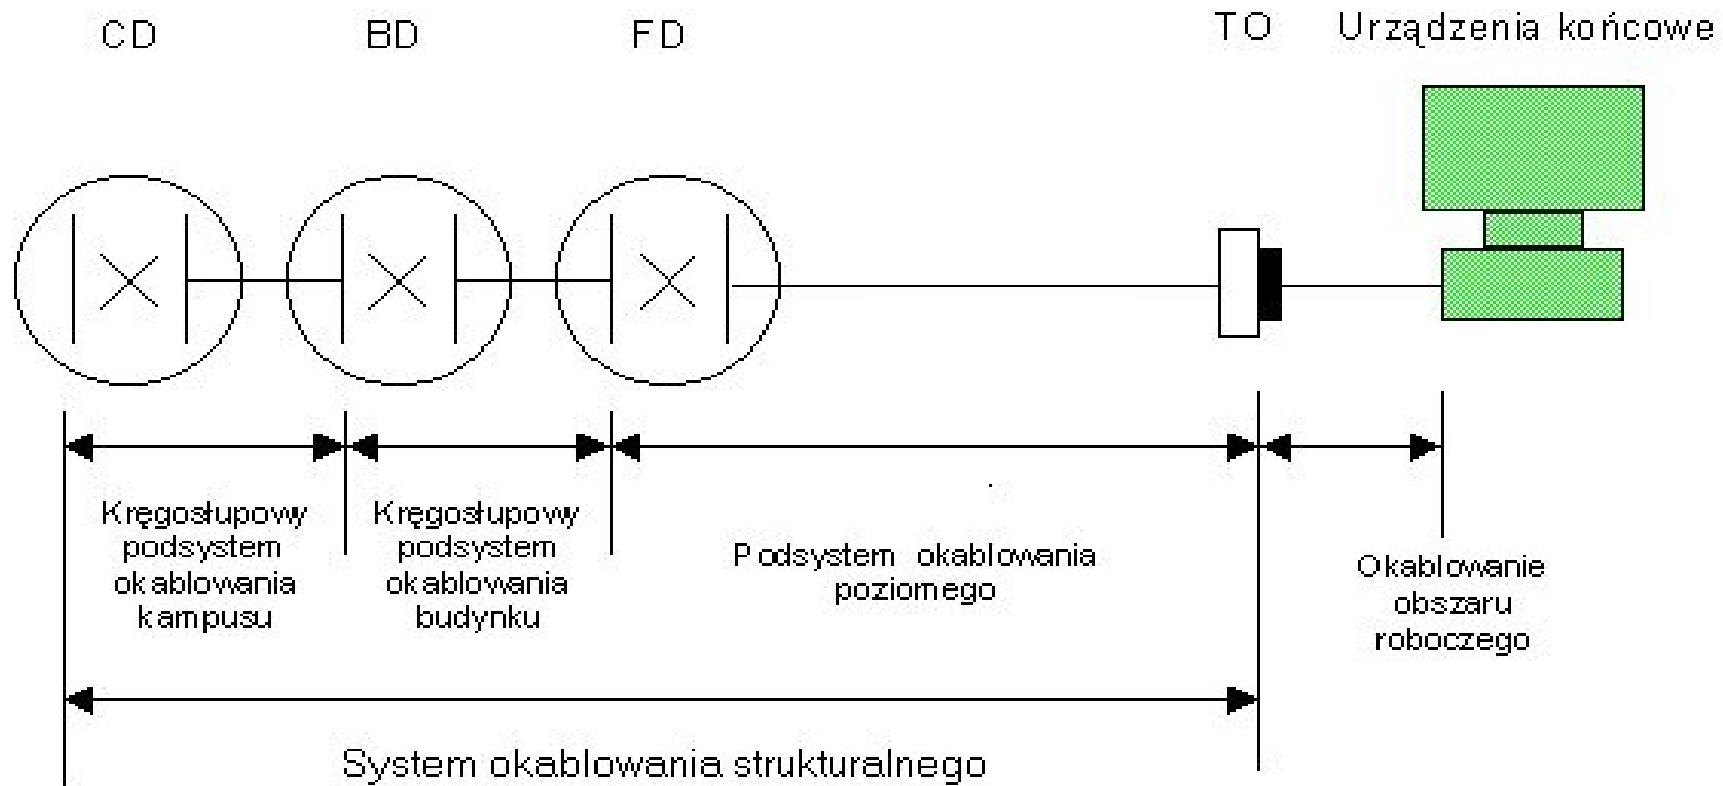 CD
BD
FD
TO
Urządzenia końcowe
Kręgosłupowy
podsystem
okablowania
kampusu
Kręgosłupowy
podsystem
okablowania
budynku
Podsystem okablowania
poziomego
Okablowanie
obszaru
roboczego
System okablowania strukturalnego